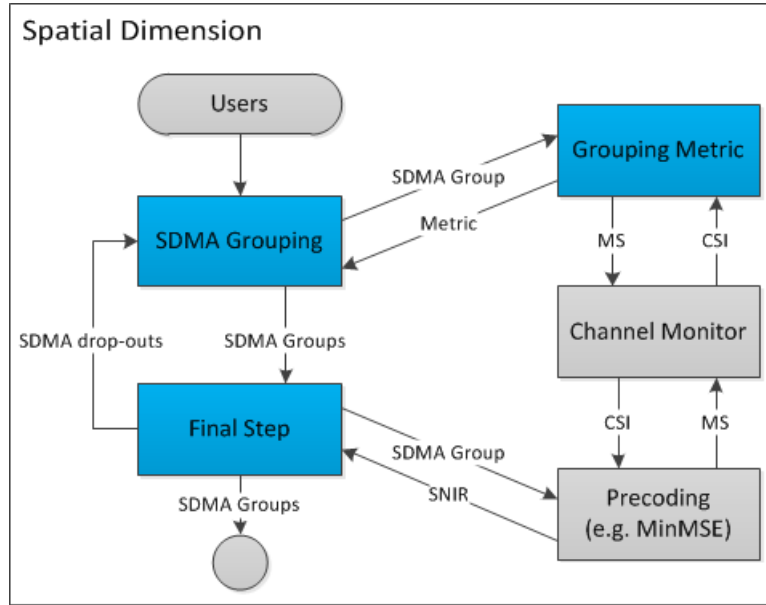 Spatial Dimension
Users
Grouping Metric
SDMA Group
Metric
SDMA Grouping
MS
CSI
SDMA drop-outs
SDMA Groups
Channel Monitor
Final Step
CSI
MS
SDMA Group
SNIR
SDMA Groups
Precoding
(e.g. MinMSE)